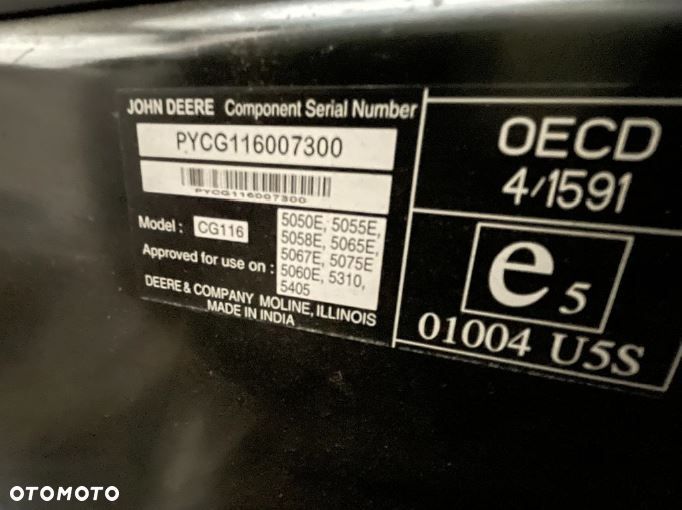 JOHN DEERE Component Serial Number
PYCG116007300
PYCG116007300
Model : CG116
Approved for use on :
5050E, 5055E,
5058E, 5065E,
5067E, 5075E
5060E, 5310,
5405
DEERE & COMPANY MOLINE, ILLINOIS
MADE IN INDIA
OECD
4/1591
e5
01004 U5S
OTOMOTO